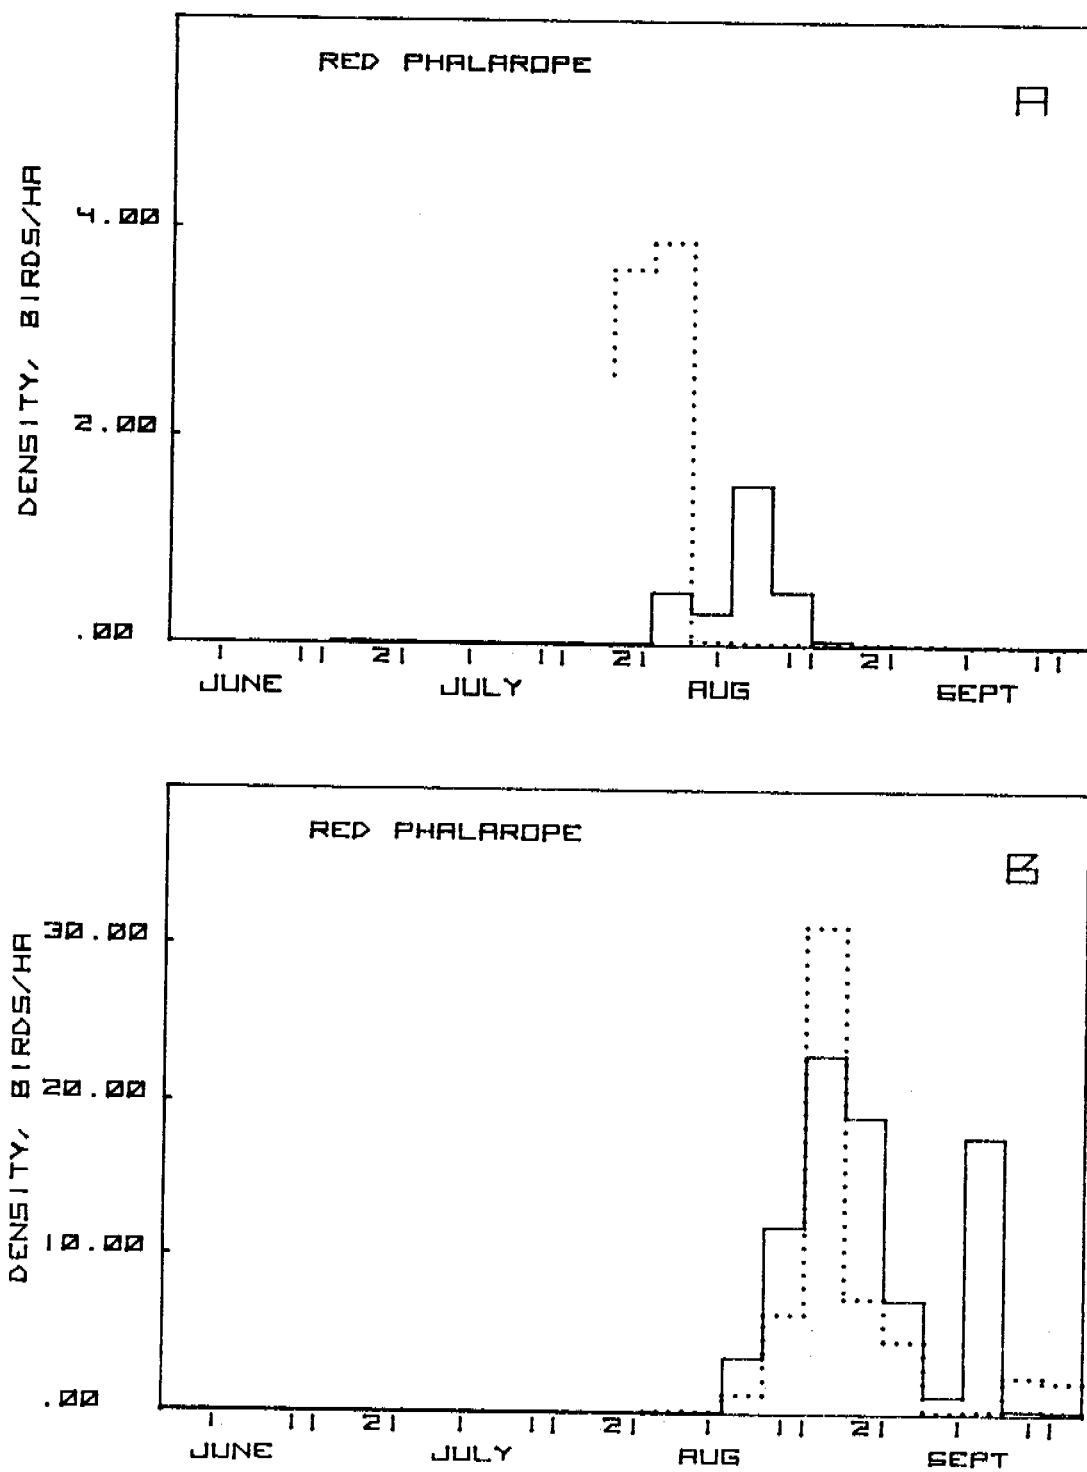 RED PHALAROPE
A
DENSITY, BIRDS/HA
4.00
2.00
.00
1 11 21 1 11 21 1 11 21 1 11
JUNE JULY AUG SEPT
RED PHALAROPE
B
DENSITY, BIRDS/HA
30.00
20.00
10.00
.00
1 11 21 1 11 21 1 11 21 1 11
JUNE JULY AUG SEPT